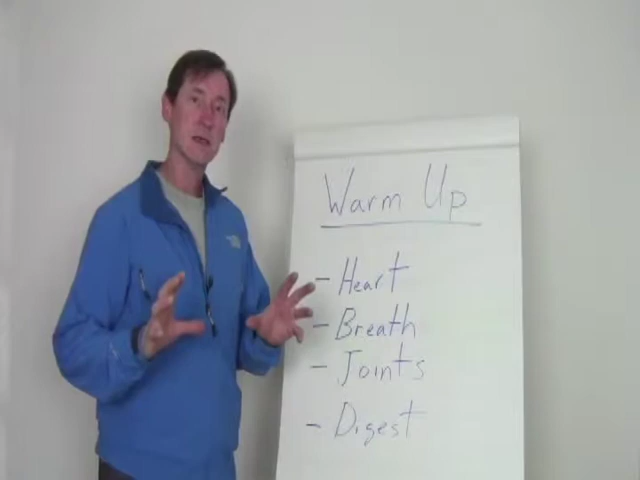 Warm Up
- Heart
- Breath
- Joints
- Digest